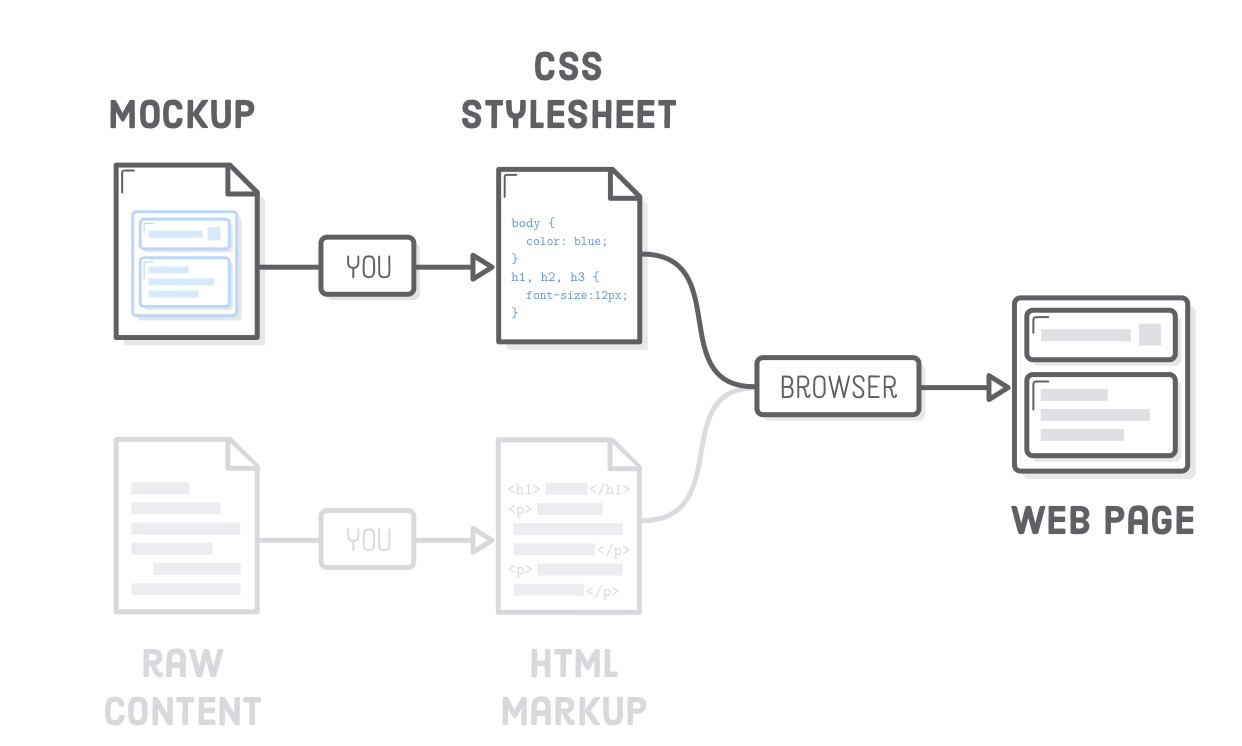 CSS
STYLESHEET
MOCKUP
YOU
body {
color: blue;
}
h1, h2, h3 {
font-size:12px;
}
BROWSER
WEB PAGE
<h1> </h1>
<p>
YOU
</p>
<p>
</p>
RAW
CONTENT
HTML
MARKUP